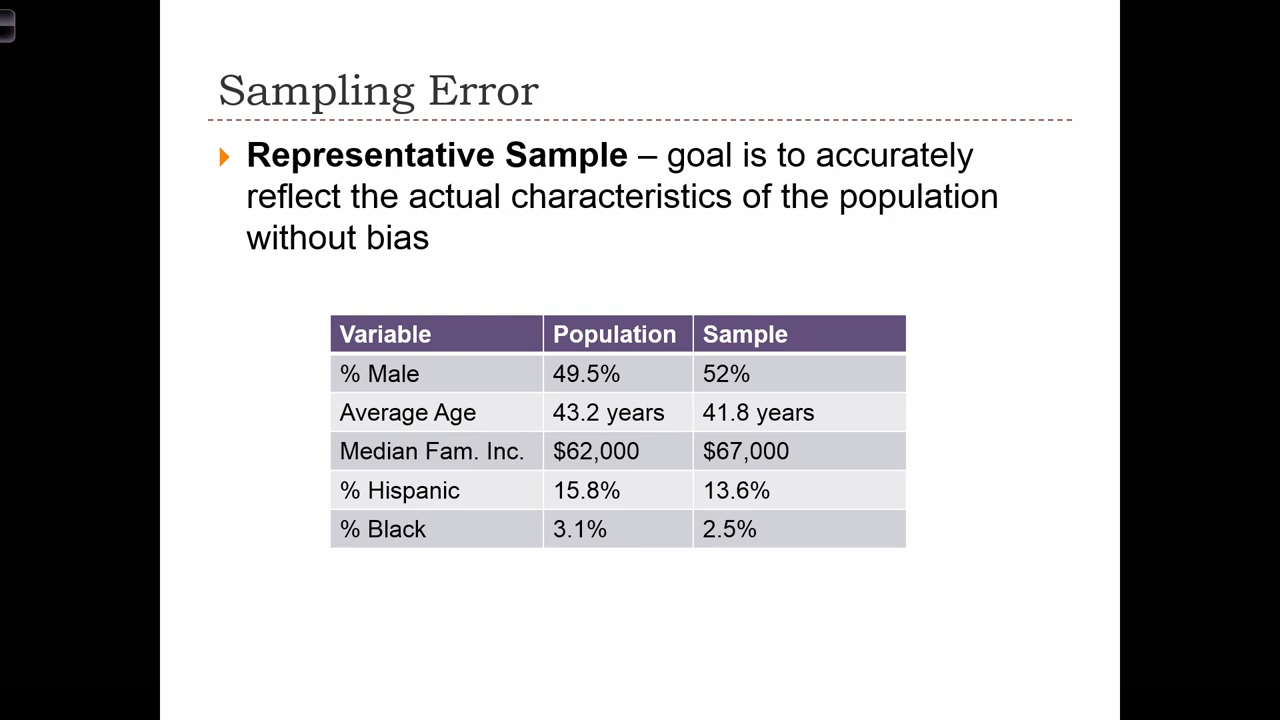 Sampling Error
Representative Sample – goal is to accurately
reflect the actual characteristics of the population
without bias
Variable Population Sample
% Male 49.5% 52%
Average Age 43.2 years 41.8 years
Median Fam. Inc. $62,000 $67,000
% Hispanic 15.8% 13.6%
% Black 3.1% 2.5%